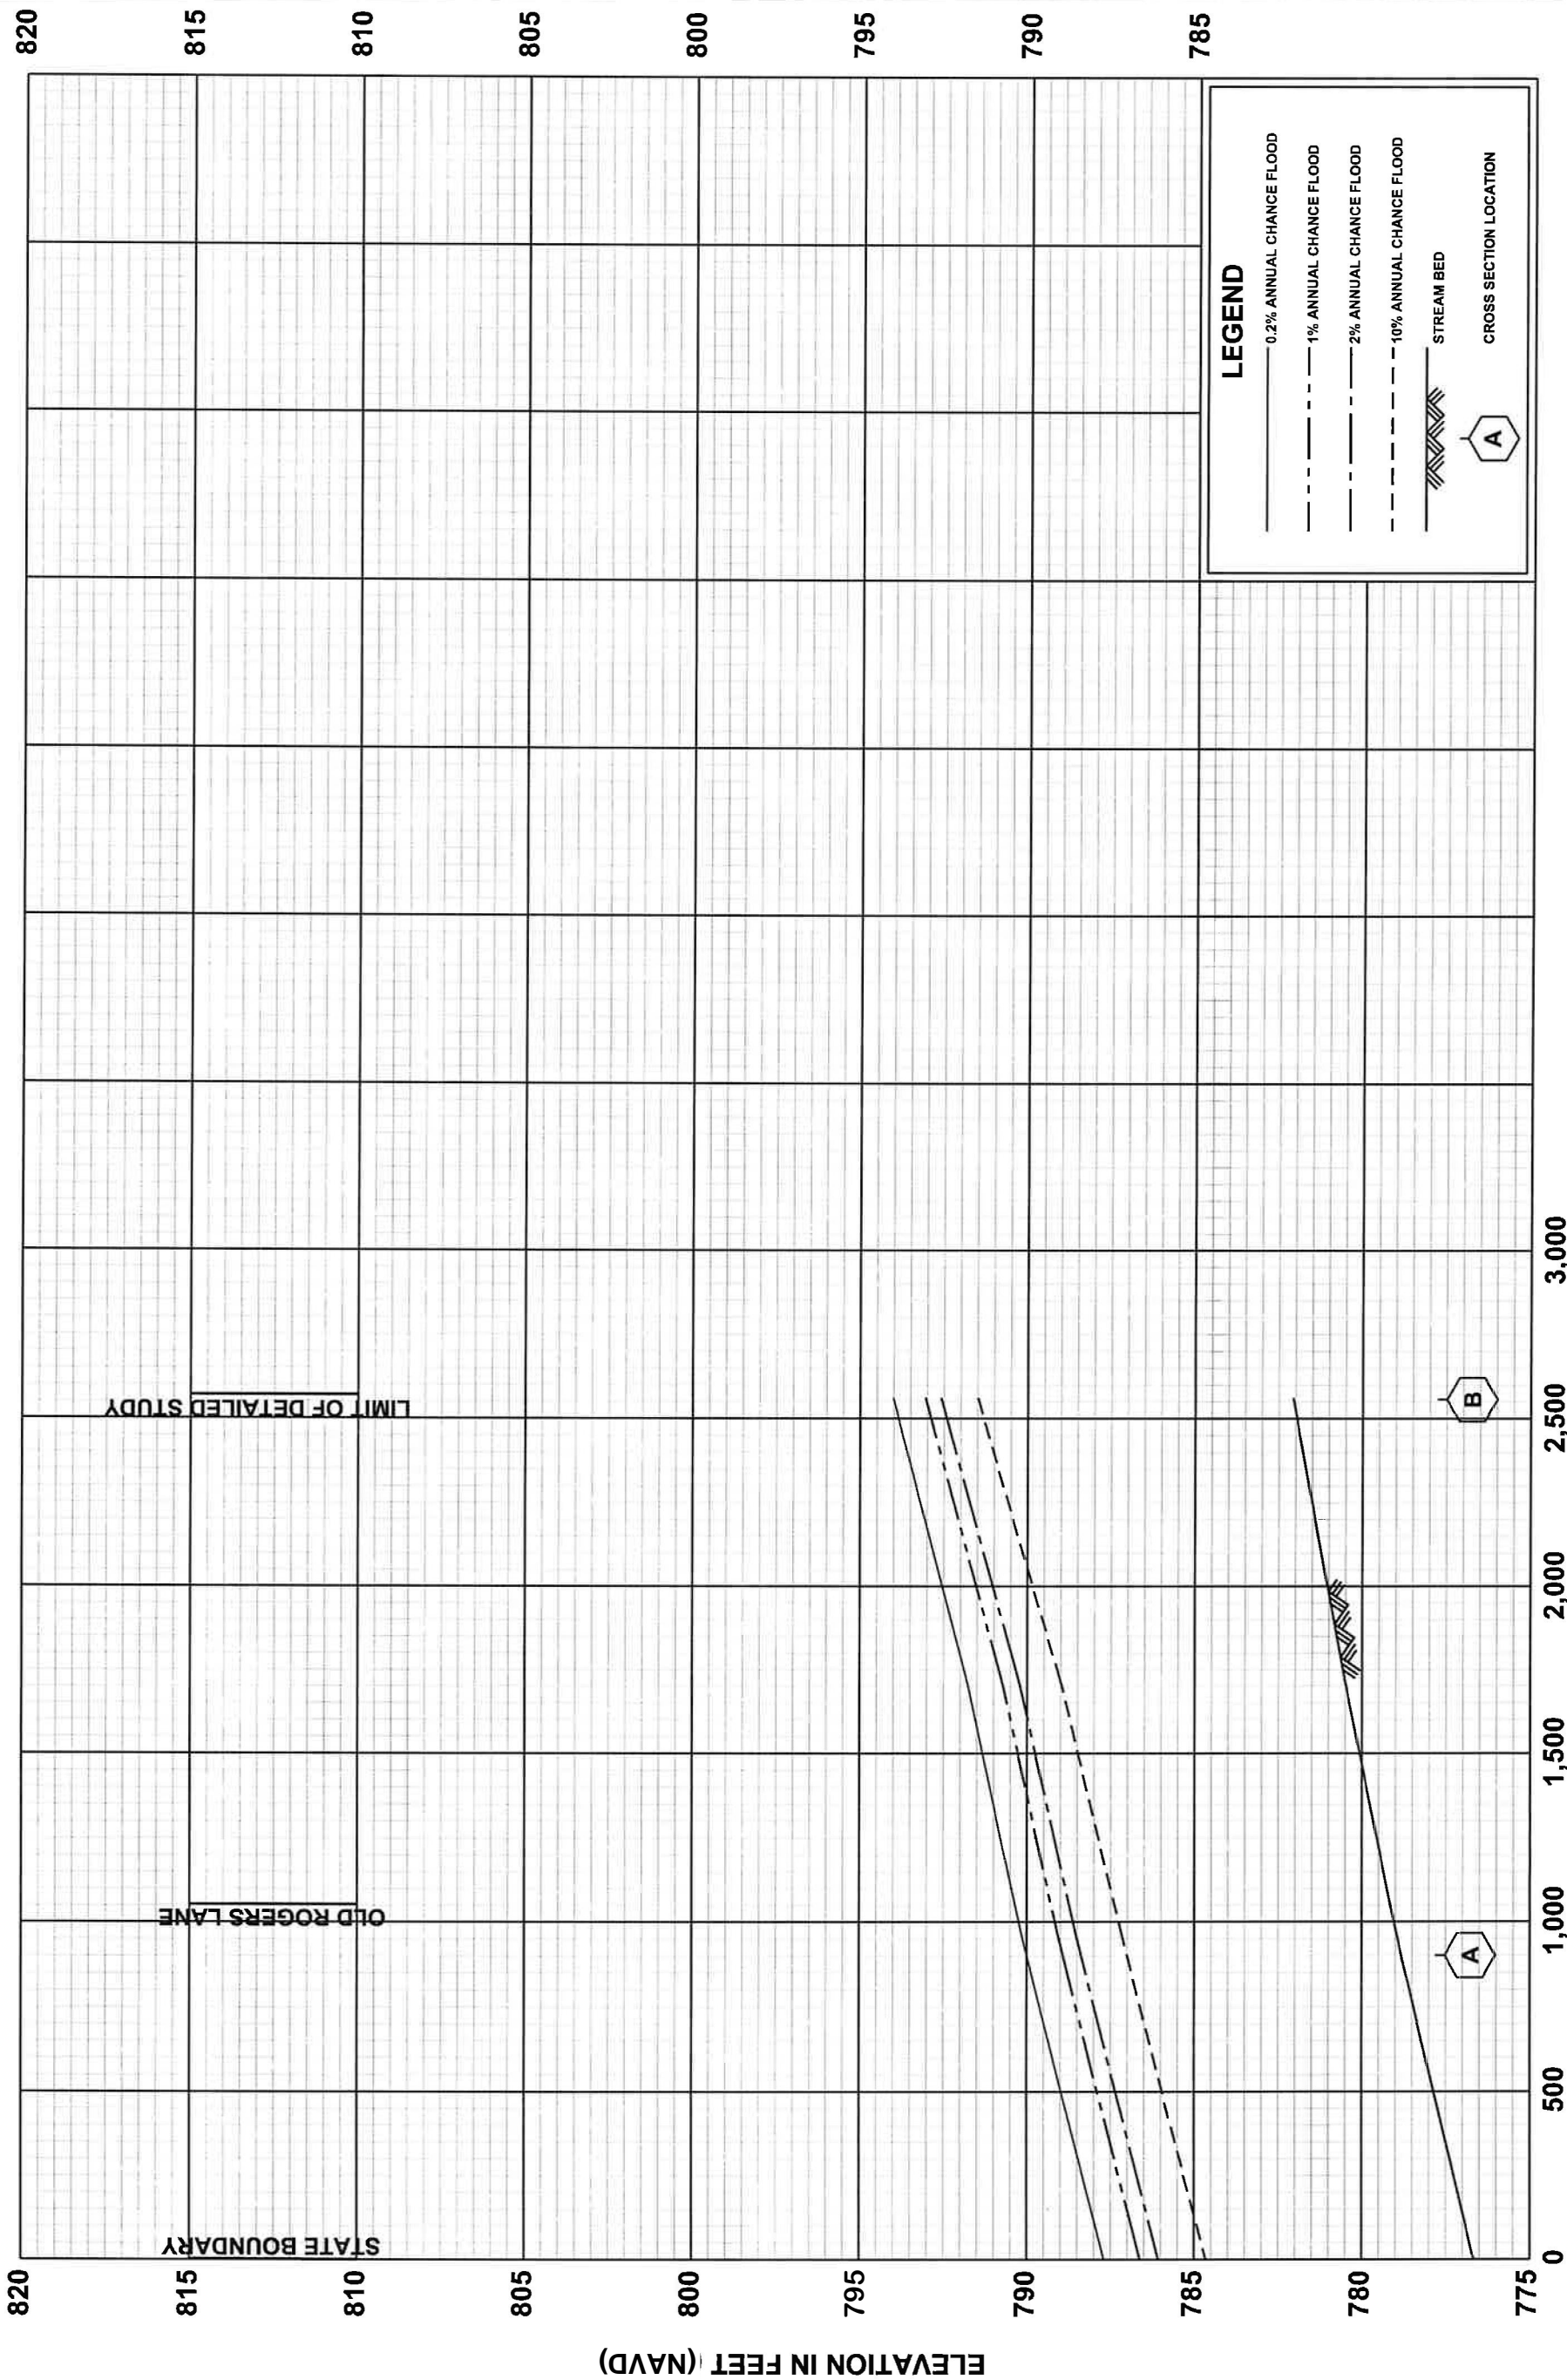 820
815
810
805
800
795
790
785
LEGEND
0.2% ANNUAL CHANCE FLOOD
1% ANNUAL CHANCE FLOOD
2% ANNUAL CHANCE FLOOD
10% ANNUAL CHANCE FLOOD
STREAM BED
A
CROSS SECTION LOCATION
LIMIT OF DETAILED STUDY
OLD ROGERS LANE
STATE BOUNDARY
A
B
0
500
1,000
1,500
2,000
2,500
3,000
820
815
810
805
800
795
790
785
780
775
ELEVATION IN FEET (NAVD)